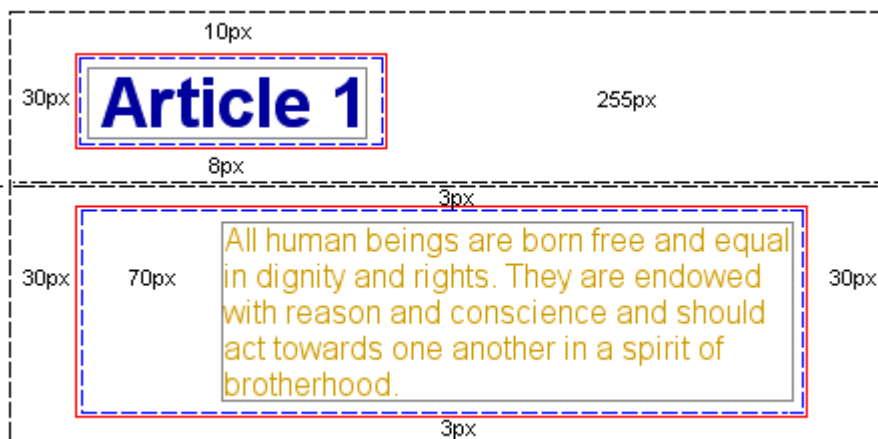 10px
30px
Article 1
255px
8px
3px
30px
70px
All human beings are born free and equal
in dignity and rights. They are endowed
with reason and conscience and should
act towards one another in a spirit of
brotherhood.
30px
3px